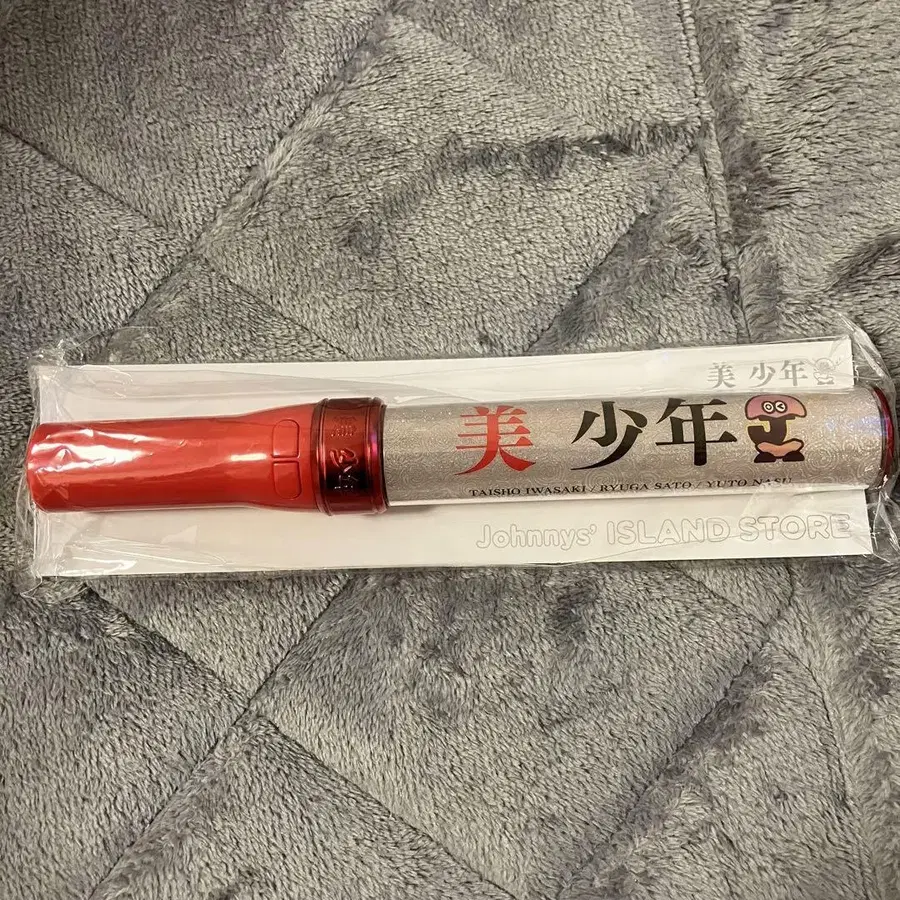 美 少年
美 少年
TAISHO IWASAKI / RYUGA SATO / YUTO NASU
Johnnys' ISLAND STORE